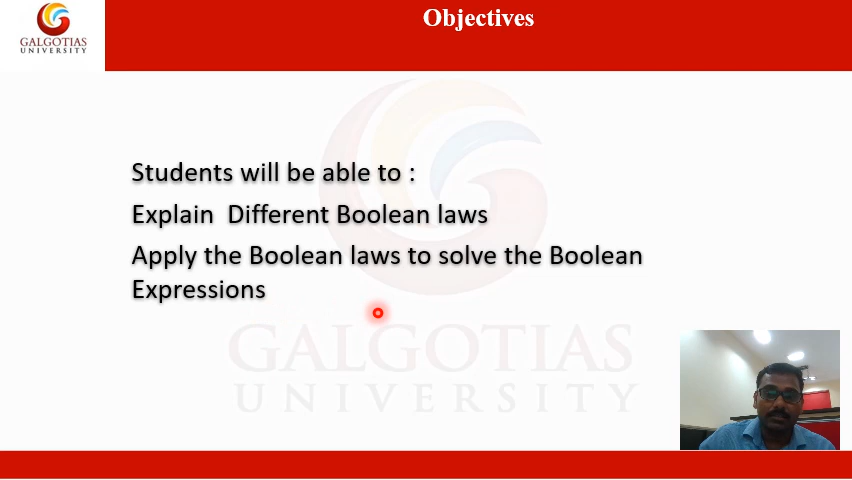 Objectives
GALGOTIAS
UNIVERSITY
Students will be able to :
Explain  Different Boolean laws
Apply the Boolean laws to solve the Boolean
Expressions
GALGOTIAS
UNIVERSITY